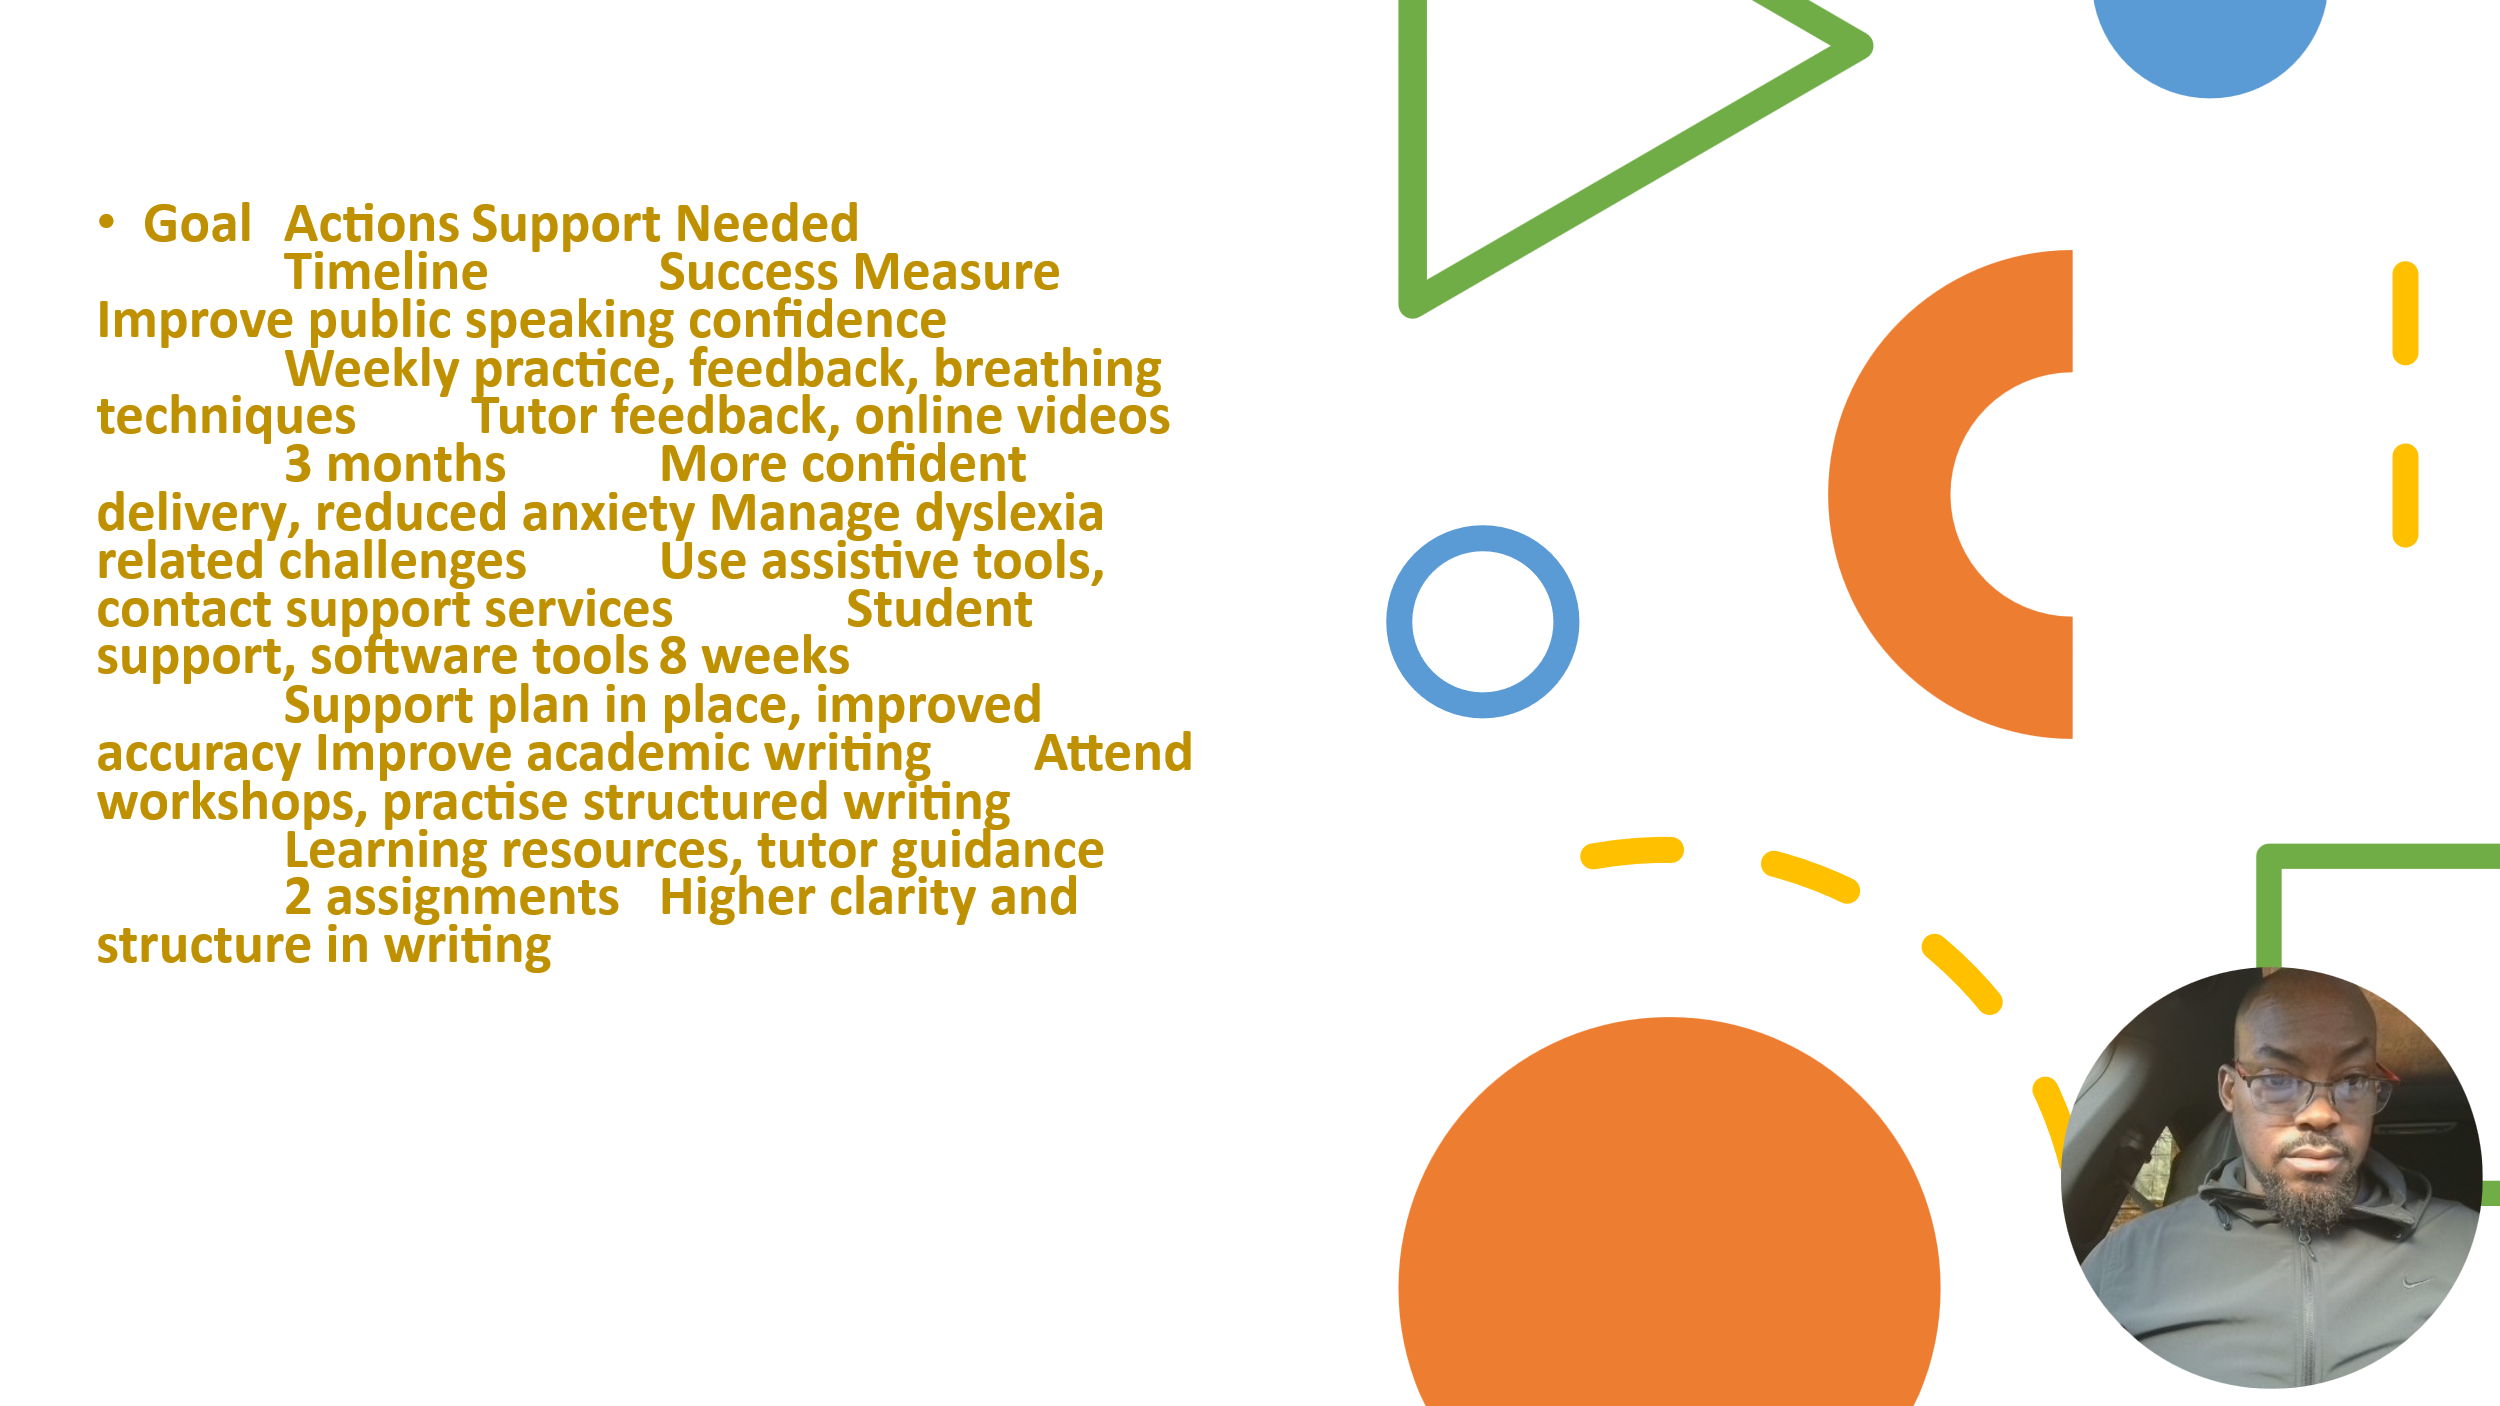 • Goal Actions Support Needed
Timeline Success Measure
Improve public speaking confidence
Weekly practice, feedback, breathing
techniques Tutor feedback, online videos
3 months More confident
delivery, reduced anxiety Manage dyslexia
related challenges Use assistive tools,
contact support services Student
support, software tools 8 weeks
Support plan in place, improved
accuracy Improve academic writing Attend
workshops, practise structured writing
Learning resources, tutor guidance
2 assignments Higher clarity and
structure in writing